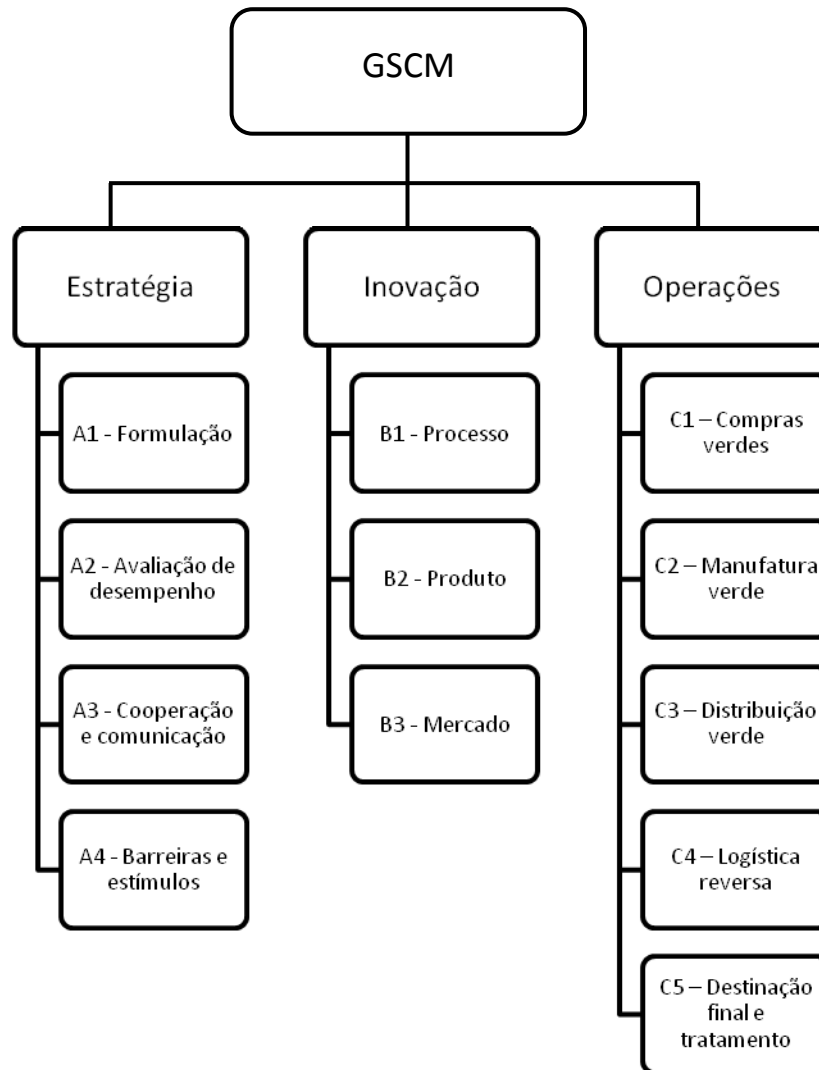 GSCM
Estratégia
A1 - Formulação
A2 - Avaliação de
desempenho
A3 - Cooperação
e comunicação
A4 - Barreiras e
estímulos
Inovação
B1 - Processo
B2 - Produto
B3 - Mercado
Operações
C1 – Compras
verdes
C2 – Manufatura
verde
C3 – Distribuição
verde
C4 – Logística
reversa
C5 – Destinação
final e
tratamento